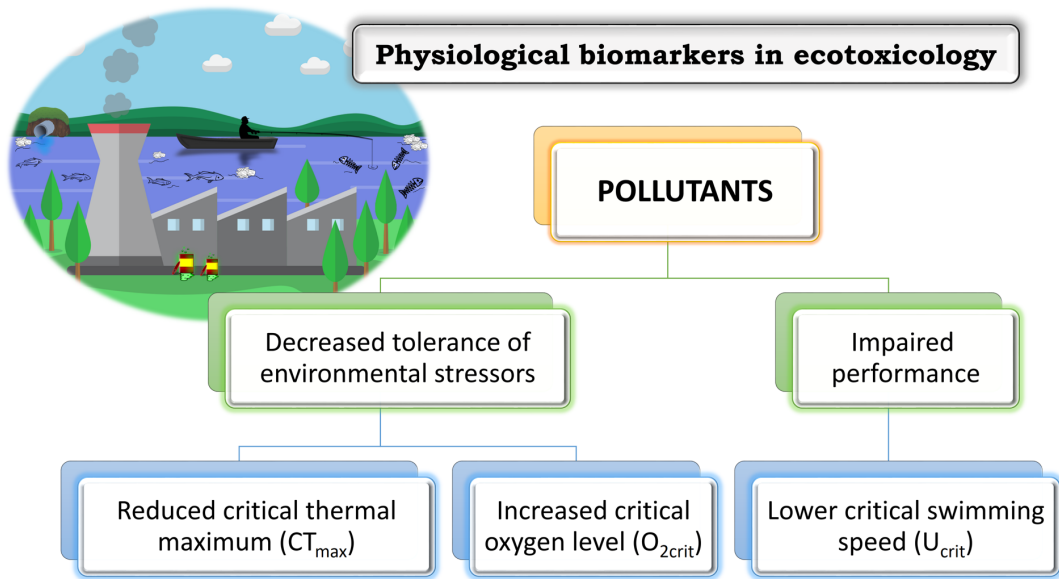 Physiological biomarkers in ecotoxicology
POLLUTANTS
Decreased tolerance of
environmental stressors
Impaired
performance
Reduced critical thermal
maximum (CTmax)
Increased critical
oxygen level (O2crit)
Lower critical swimming
speed (Ucrit)